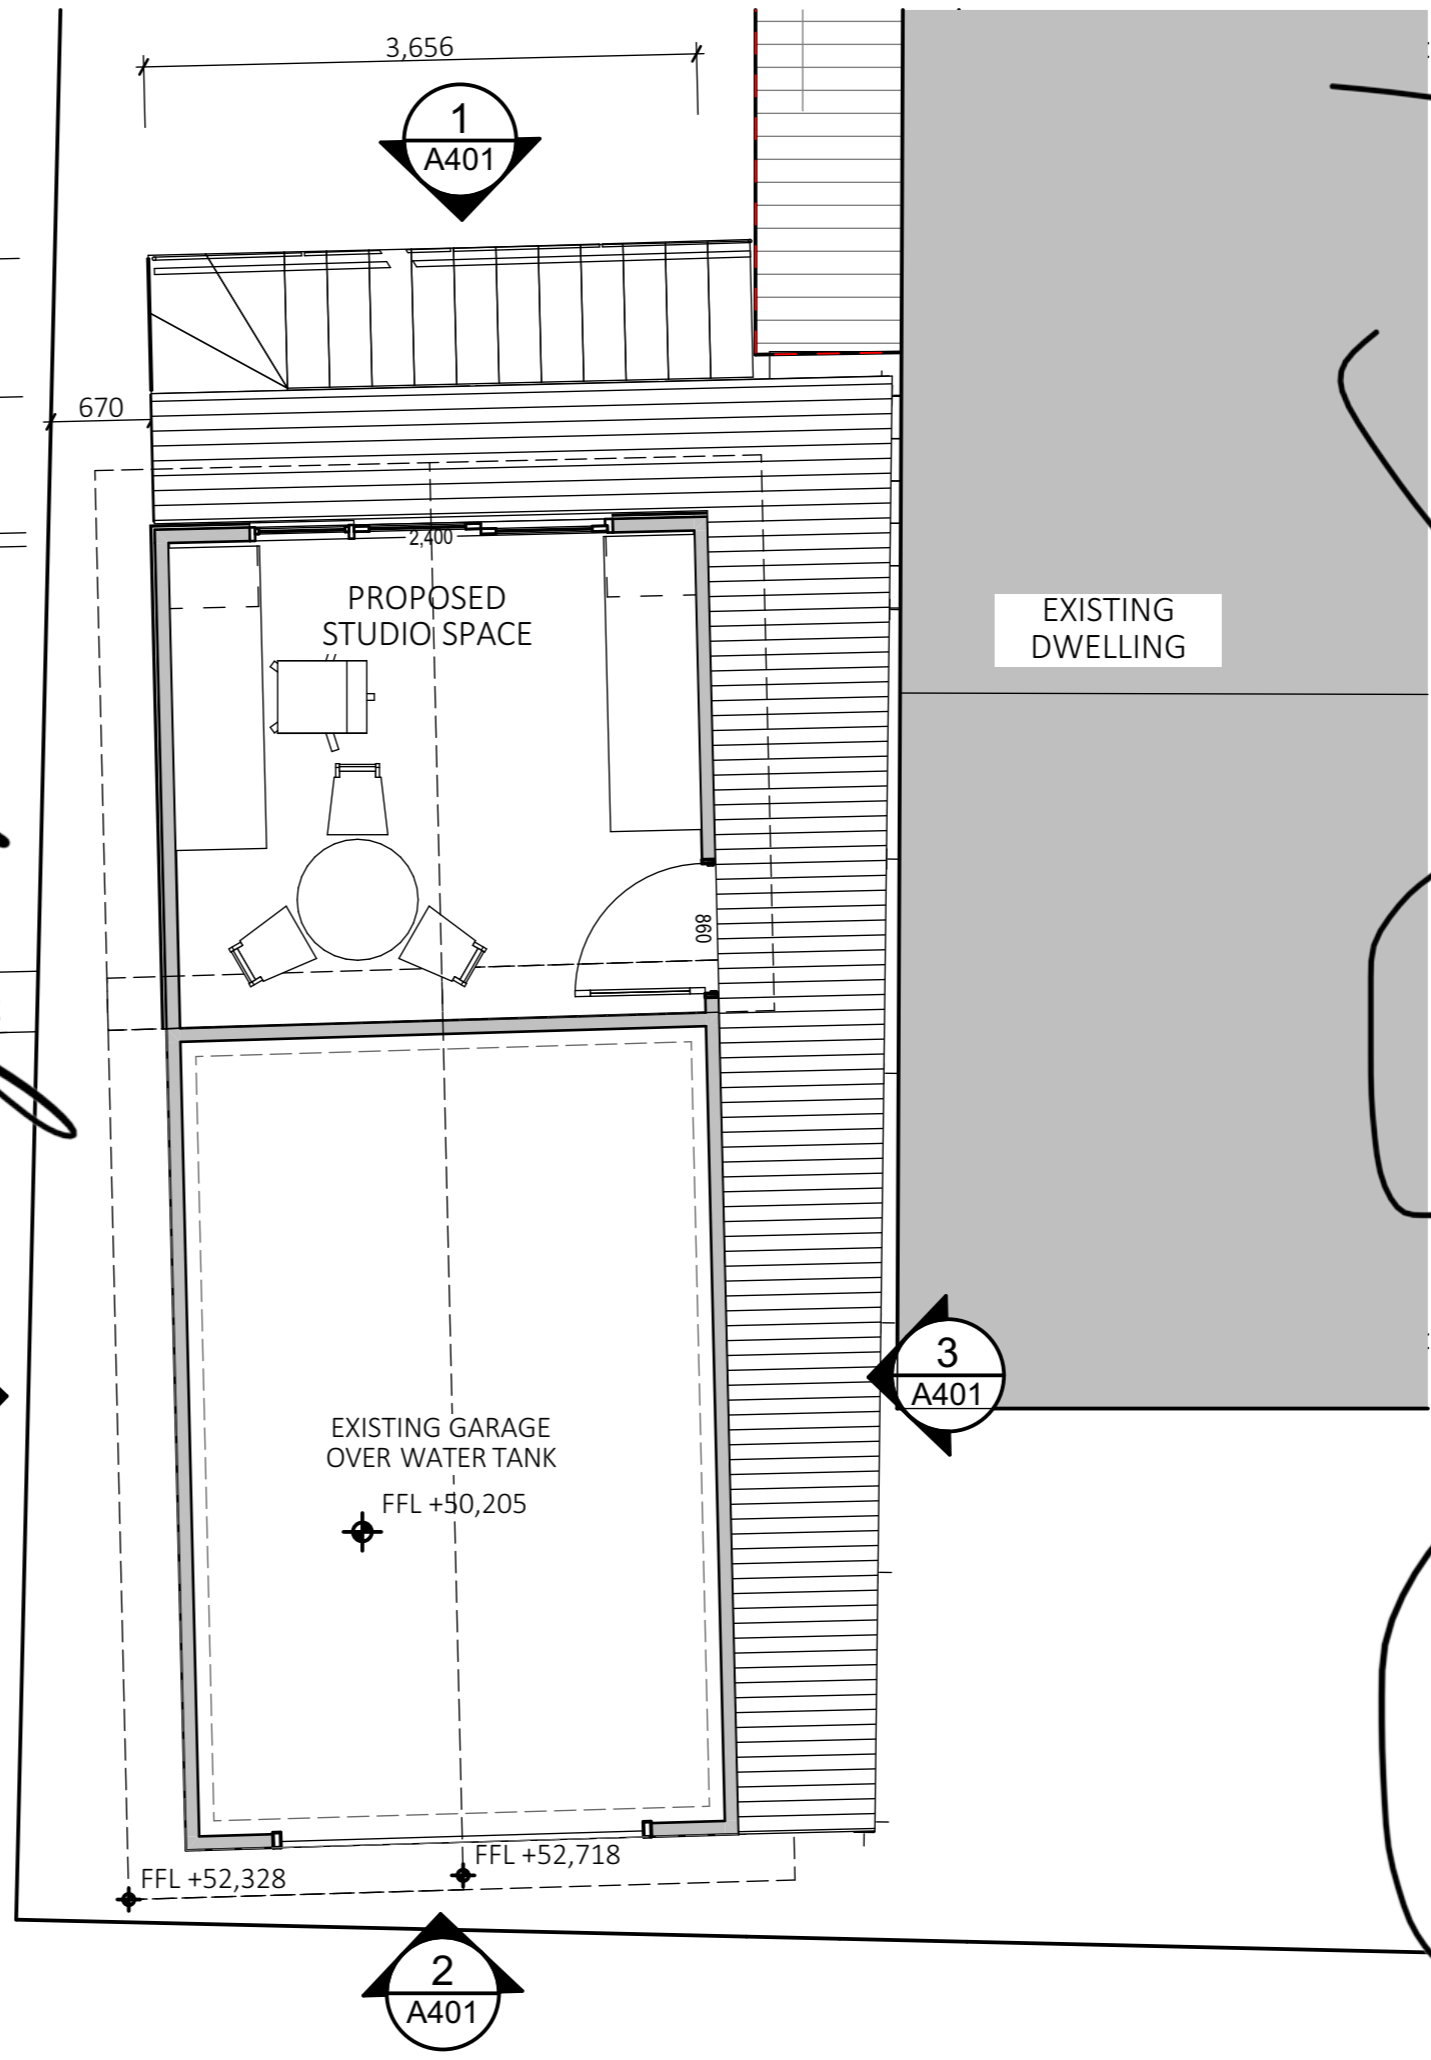 3,656
1
A401
670
2,400
PROPOSED
STUDIO SPACE
EXISTING
DWELLING
860
3
A401
EXISTING GARAGE
OVER WATER TANK
FFL +50,205
FFL +52,718
FFL +52,328
2
A401